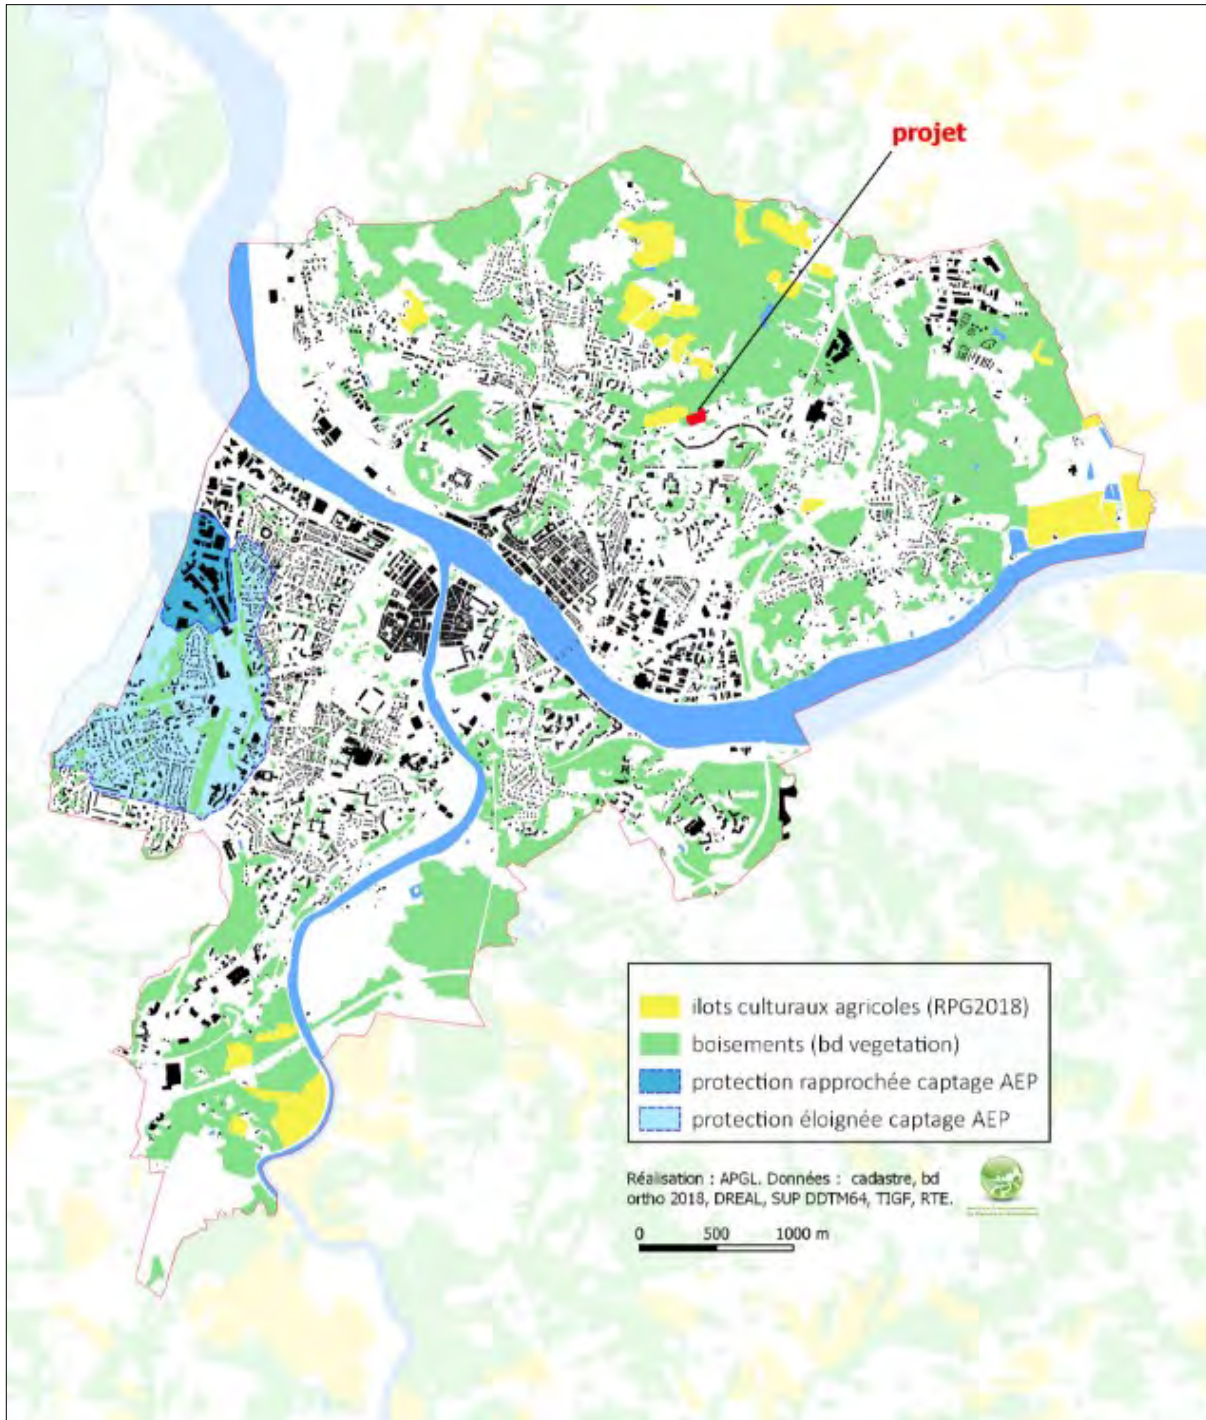 projet
ilots culturaux agricoles (RPG2018)
boisements (bd vegetation)
protection rapprochée captage AEP
protection éloignée captage AEP
Réalisation : APGL. Données : cadastre, bd
ortho 2018, DREAL, SUP DDTM64, TIGF, RTE.
0 500 1000 m